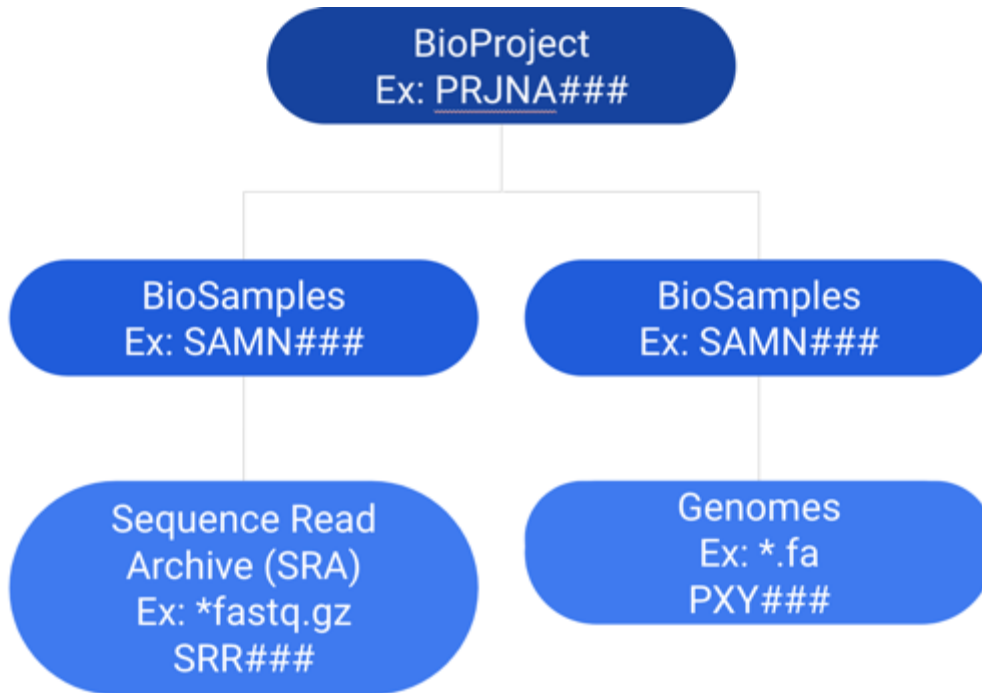 BioProject
Ex: PRJNA###
BioSamples
Ex: SAMN###
BioSamples
Ex: SAMN###
Sequence Read
Archive (SRA)
Ex: *fastq.gz
SRR###
Genomes
Ex: *.fa
PXY###